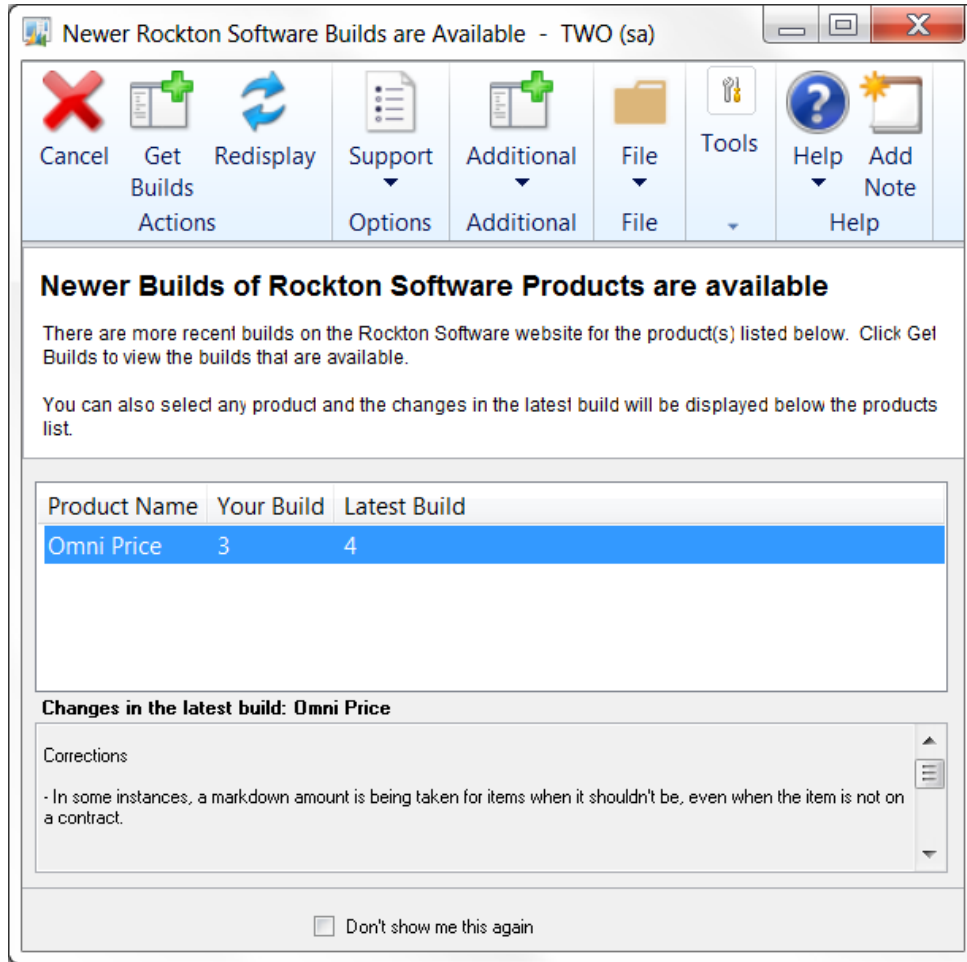 Newer Rockton Software Builds are Available - TWO (sa)
Cancel
Get Builds
Redisplay
Actions
Support
Options
Additional
Additional
File
File
Tools
Help
Add Note
Help
Newer Builds of Rockton Software Products are available
There are more recent builds on the Rockton Software website for the product(s) listed below. Click Get
Builds to view the builds that are available.
You can also select any product and the changes in the latest build will be displayed below the products
list.
Product Name Your Build Latest Build
Omni Price 3 4
Changes in the latest build: Omni Price
Corrections
- In some instances, a markdown amount is being taken for items when it shouldn't be, even when the item is not on
a contract.
Don't show me this again